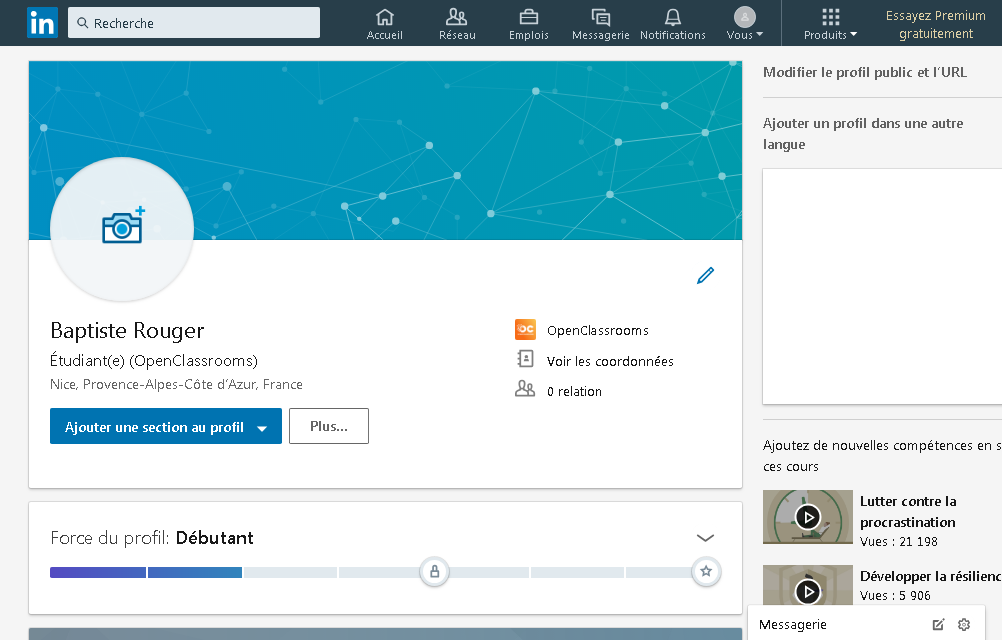 in
Recherche
Accueil
Réseau
Emplois
Messagerie
Notifications
Vous
Produits
Essayez Premium
gratuitement
Modifier le profil public et l'URL
Ajouter un profil dans une autre
langue
Baptiste Rouger
Étudiant(e) (OpenClassrooms)
Nice, Provence-Alpes-Côte d'Azur, France
OC OpenClassrooms
Voir les coordonnées
0 relation
Ajouter une section au profil
Plus...
Force du profil: Débutant
Ajoutez de nouvelles compétences en s
ces cours
Lutter contre la
procrastination
Vues : 21 198
Développer la résilienc
Vues : 5 906
Messagerie